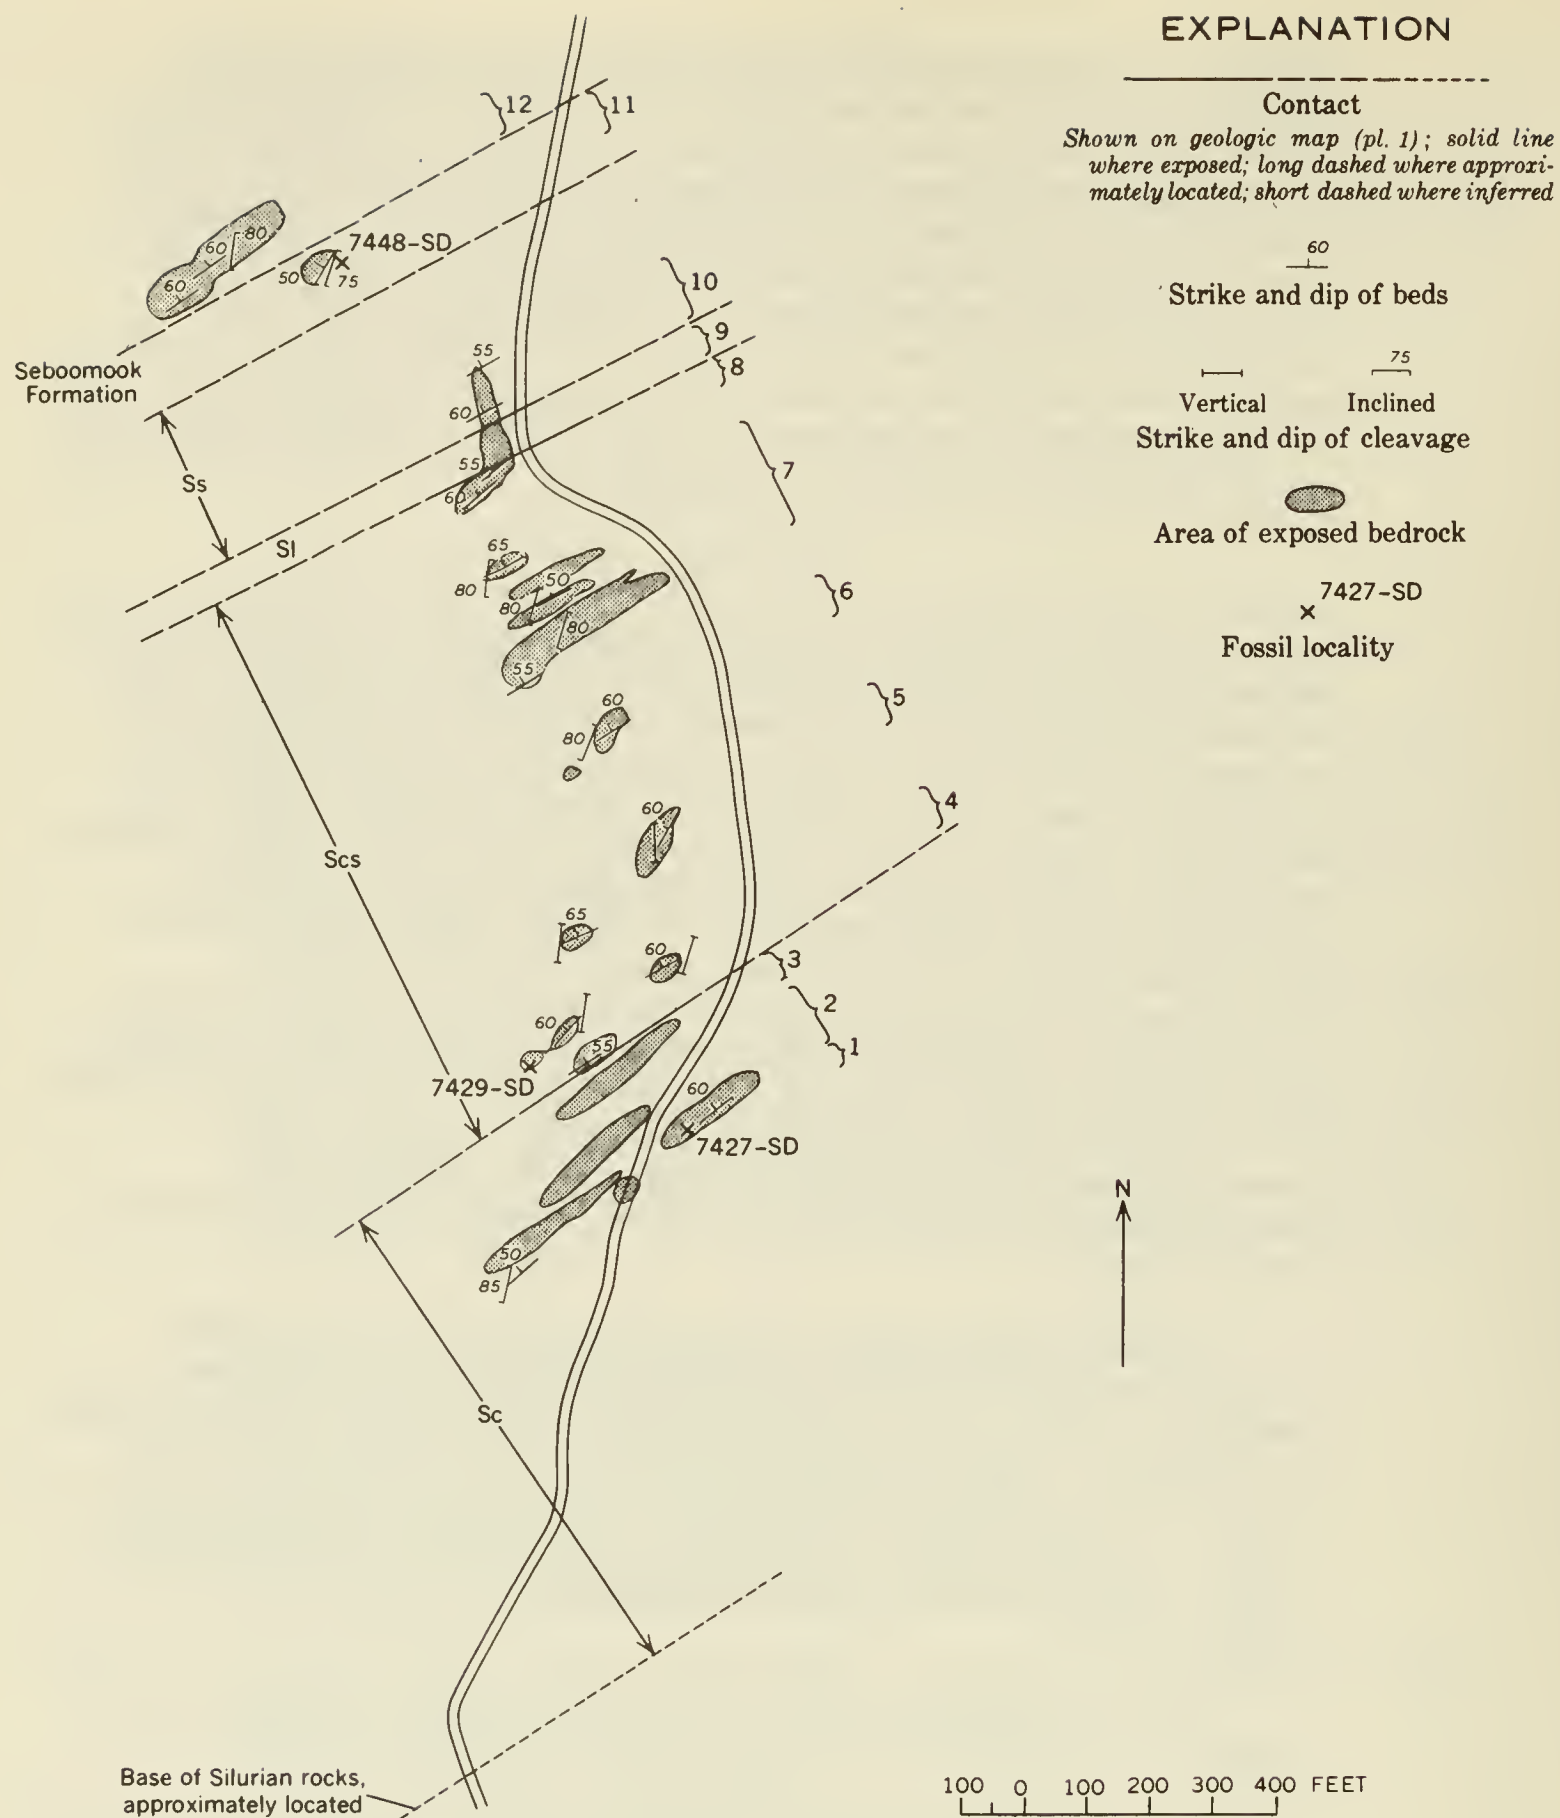 EXPLANATION
Contact
Shown on geologic map (pl. 1); solid line
where exposed; long dashed where approxi-
mately located; short dashed where inferred
60
Strike and dip of beds
75
Vertical Inclined
Strike and dip of cleavage
Area of exposed bedrock
7427-SD
Fossil locality
12
11
7448-SD
60
80
60
50
75
10
9
8
Seboomook
Formation
55
60
55
60
7
Ss
Sl
65
80
50
80
80
55
6
60
80
5
60
4
Scs
65
60
3
2
1
60
55
7429-SD
60
7427-SD
50
85
N
Sc
Base of Silurian rocks,
approximately located
100 0 100 200 300 400 FEET